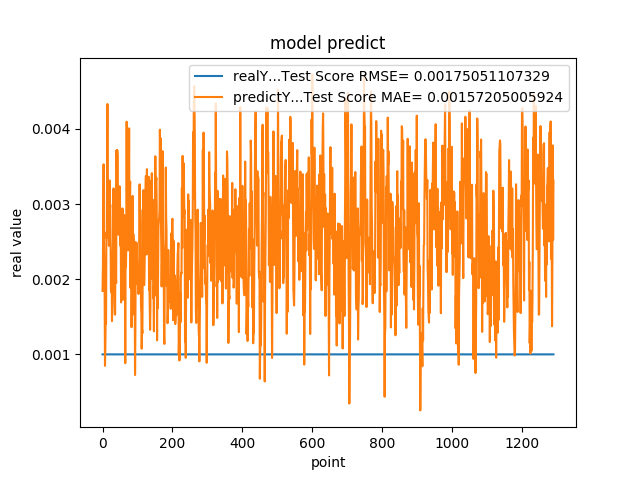 model predict
realY...Test Score RMSE= 0.00175051107329
predictY...Test Score MAE= 0.00157205005924
0.004
0.003
0.002
0.001
real value
0 200 400 600 800 1000 1200
point